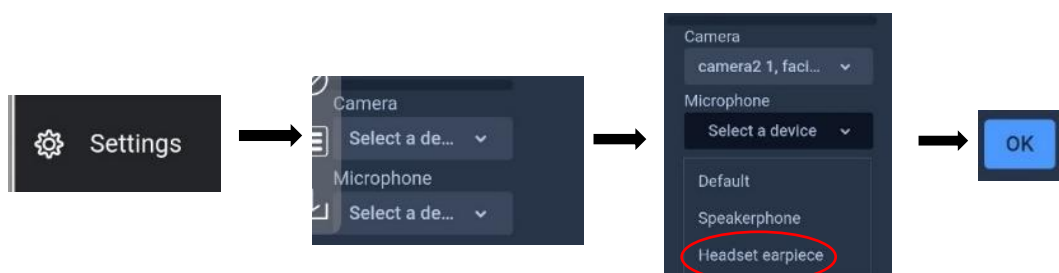 Settings
Camera
Select a de...
Microphone
Select a de...
Camera
camera2 1, faci...
Microphone
Select a device
Default
Speakerphone
Headset earpiece
OK